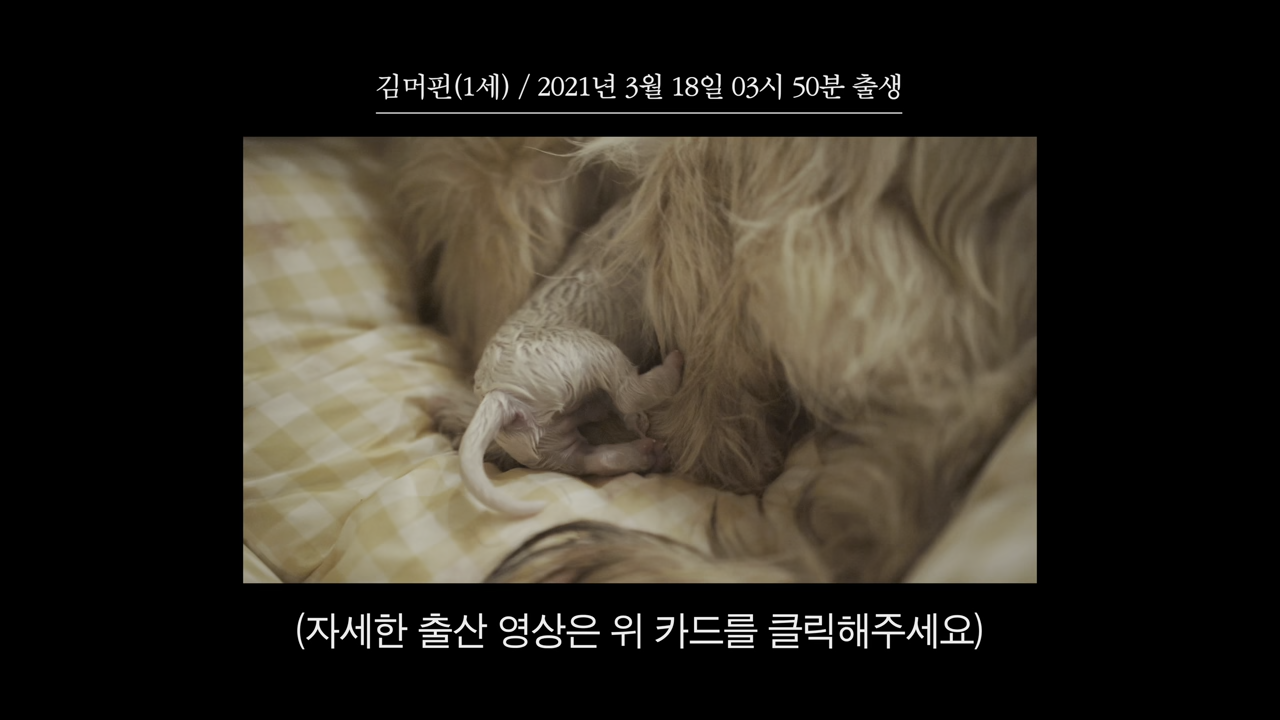 김머핀(1세) / 2021년 3월 18일 03시 50분 출생
(자세한 출산 영상은 위 카드를 클릭해주세요)